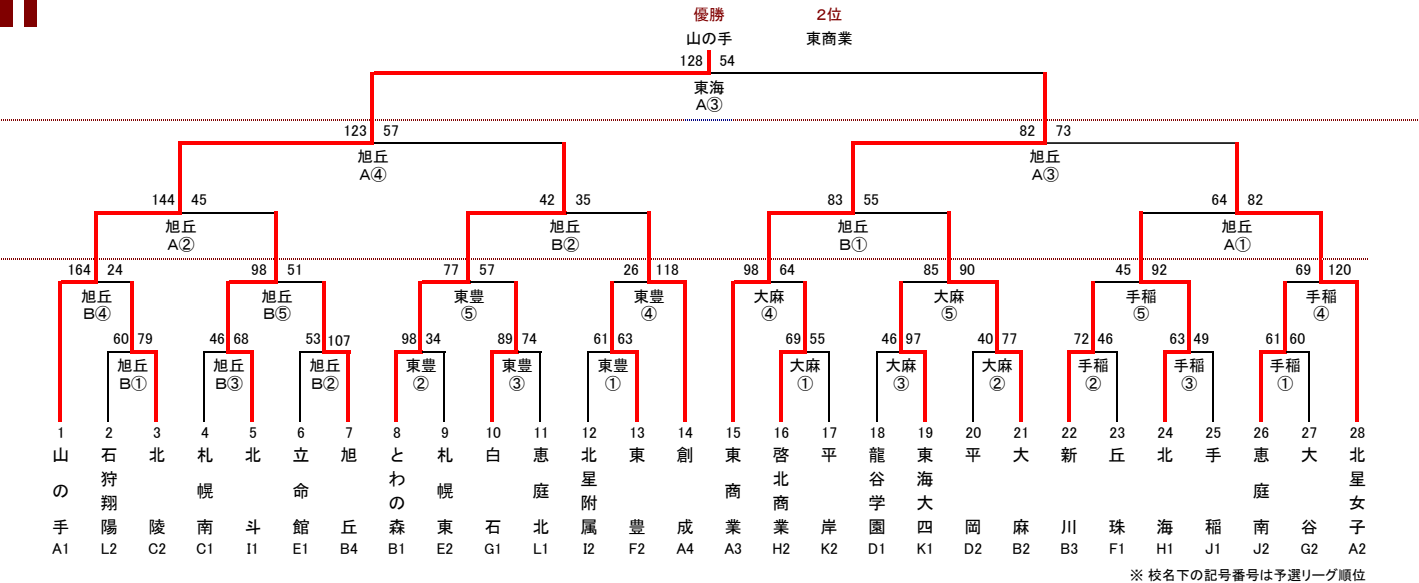 優勝 2位
山の手 東商業
128 54
東海
A③
123 57 82 73
旭丘 旭丘
A④ A③
144 45 42 35 83 55 64 82
旭丘 旭丘 旭丘 旭丘
A② B② B① A①
164 24 98 51 77 57 26 118 98 64 85 90 45 92 69 120
旭丘 旭丘 東豊 東豊 大麻 大麻 手稲 手稲
B④ B⑤ ⑤ ④ ④ ⑤ ⑤ ④
60 79 46 68 53 107 98 34 89 74 61 63 69 55 46 97 40 77 72 46 63 49 61 60
旭丘 旭丘 旭丘 東豊 東豊 東豊 大麻 大麻 大麻 手稲 手稲 手稲
B① B③ B② ② ③ ① ① ③ ② ② ③ ①
1 2 3 4 5 6 7 8 9 10 11 12 13 14 15 16 17 18 19 20 21 22 23 24 25 26 27 28
山の手
石狩翔陽
北陵
札幌南
北斗
立命館
旭丘
とわの森
札幌東
白石
恵庭北
北星附属
東豊
創成
東商業
啓北商業
平岸
龍谷学園
東海大四
平岡
大麻
新川
丘珠
北海
手稲
恵庭南
大谷
北星女子
A1 L2 C2 C1 I1 E1 B4 B1 E2 G1 L1 I2 F2 A4 A3 H2 K2 D1 K1 D2 B2 B3 F1 H1 J1 J2 G2 A2
※ 校名下の記号番号は予選リーグ順位